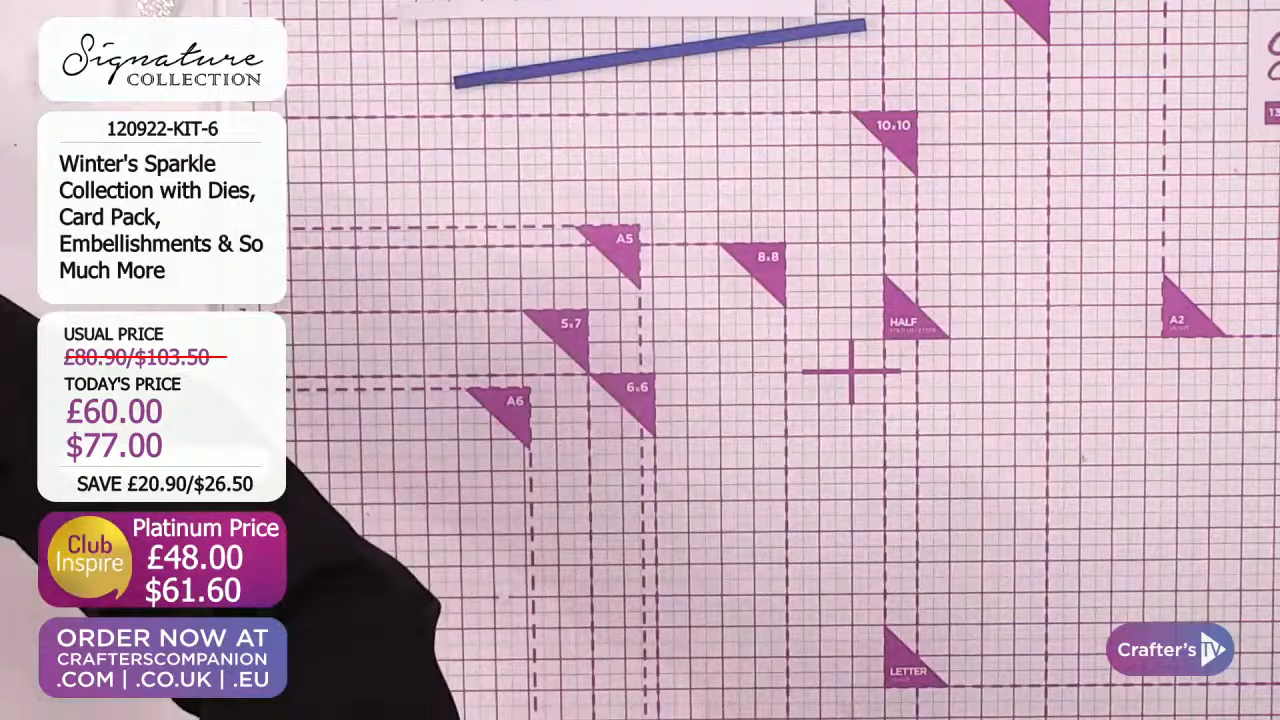 Signature
COLLECTION
120922-KIT-6
Winter's Sparkle
Collection with Dies,
Card Pack,
Embellishments & So
Much More
USUAL PRICE
£80.90/$103.50
TODAY'S PRICE
£60.00
$77.00
SAVE £20.90/$26.50
Club
Inspire
Platinum Price
£48.00
$61.60
ORDER NOW AT
CRAFTERSCOMPANION
.COM | .CO.UK | .EU
10x10
A5
8x8
5x7
HALF
A2
6x6
A6
LETTER
Crafter's TV